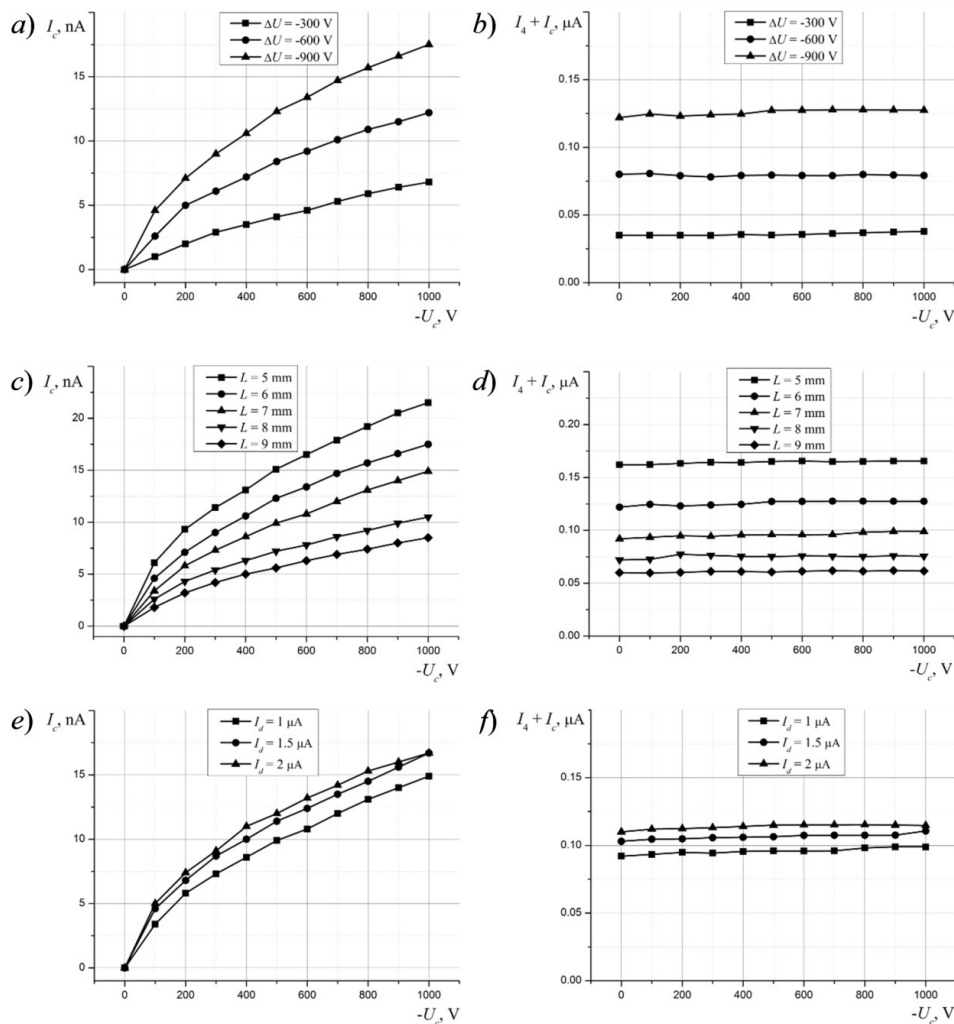 a) I_c, nA
ΔU = -300 V
ΔU = -600 V
ΔU = -900 V
15
10
5
0
0 200 400 600 800 1000
-U_c, V
b) I_4 + I_c, μA
ΔU = -300 V
ΔU = -600 V
ΔU = -900 V
0.15
0.10
0.05
0.00
0 200 400 600 800 1000
-U_c, V
c) I_c, nA
L = 5 mm
L = 6 mm
L = 7 mm
L = 8 mm
L = 9 mm
20
15
10
5
0
0 200 400 600 800 1000
-U_c, V
d) I_4 + I_c, μA
L = 5 mm
L = 6 mm
L = 7 mm
L = 8 mm
L = 9 mm
0.20
0.15
0.10
0.05
0.00
0 200 400 600 800 1000
-U_c, V
e) I_c, nA
I_d = 1 μA
I_d = 1.5 μA
I_d = 2 μA
15
10
5
0
0 200 400 600 800 1000
-U_c, V
f) I_4 + I_c, μA
I_d = 1 μA
I_d = 1.5 μA
I_d = 2 μA
0.15
0.10
0.05
0.00
0 200 400 600 800 1000
-U_c, V